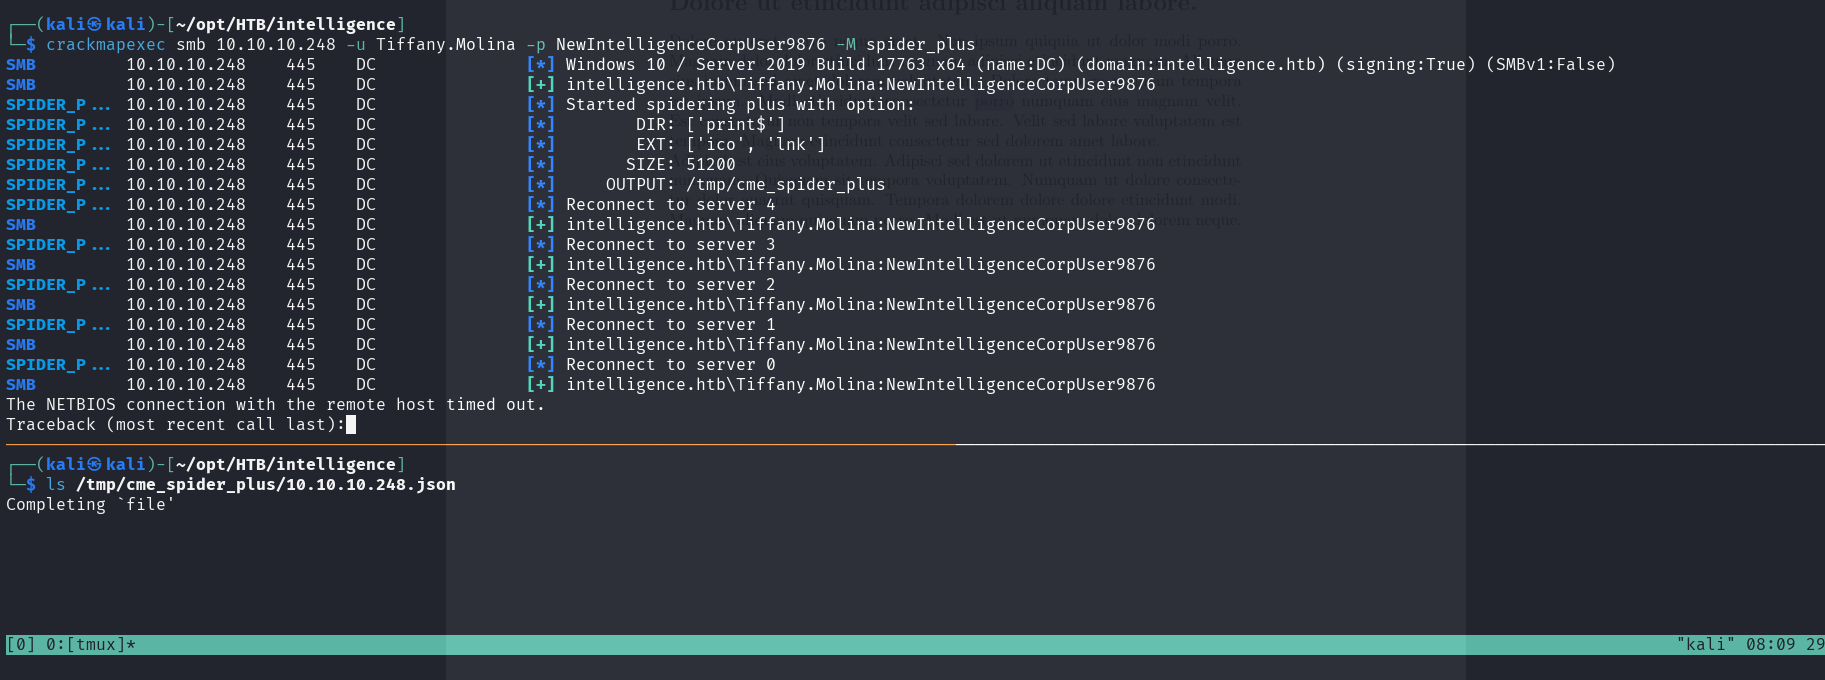 Dolore ut etincidunt adipisci aliquam labore.
┌──(kali㉿kali)-[~/opt/HTB/intelligence]
└─$ crackmapexec smb 10.10.10.248 -u Tiffany.Molina -p NewIntelligenceCorpUser9876 -M spider_plus
SMB 10.10.10.248 445 DC [*] Windows 10 / Server 2019 Build 17763 x64 (name:DC) (domain:intelligence.htb) (signing:True) (SMBv1:False)
SMB 10.10.10.248 445 DC [+] intelligence.htb\Tiffany.Molina:NewIntelligenceCorpUser9876
SPIDER_P... 10.10.10.248 445 DC [*] Started spidering plus with option:
SPIDER_P... 10.10.10.248 445 DC [*] DIR: ['print$']
SPIDER_P... 10.10.10.248 445 DC [*] EXT: ['ico', 'lnk']
SPIDER_P... 10.10.10.248 445 DC [*] SIZE: 51200
SPIDER_P... 10.10.10.248 445 DC [*] OUTPUT: /tmp/cme_spider_plus
SPIDER_P... 10.10.10.248 445 DC [*] Reconnect to server 4
SMB 10.10.10.248 445 DC [+] intelligence.htb\Tiffany.Molina:NewIntelligenceCorpUser9876
SPIDER_P... 10.10.10.248 445 DC [*] Reconnect to server 3
SMB 10.10.10.248 445 DC [+] intelligence.htb\Tiffany.Molina:NewIntelligenceCorpUser9876
SPIDER_P... 10.10.10.248 445 DC [*] Reconnect to server 2
SMB 10.10.10.248 445 DC [+] intelligence.htb\Tiffany.Molina:NewIntelligenceCorpUser9876
SPIDER_P... 10.10.10.248 445 DC [*] Reconnect to server 1
SMB 10.10.10.248 445 DC [+] intelligence.htb\Tiffany.Molina:NewIntelligenceCorpUser9876
SPIDER_P... 10.10.10.248 445 DC [*] Reconnect to server 0
SMB 10.10.10.248 445 DC [+] intelligence.htb\Tiffany.Molina:NewIntelligenceCorpUser9876
The NETBIOS connection with the remote host timed out.
Traceback (most recent call last):
┌──(kali㉿kali)-[~/opt/HTB/intelligence]
└─$ ls /tmp/cme_spider_plus/10.10.10.248.json
Completing `file'
[0] 0:[tmux]* "kali" 08:09 29